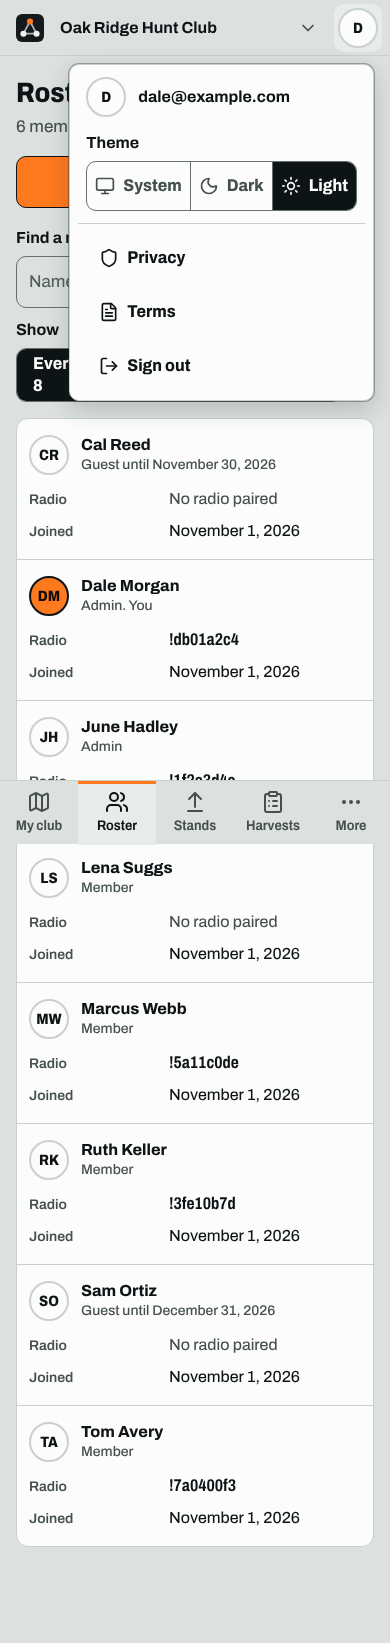 Oak Ridge Hunt Club
D
D
dale@example.com
Theme
System
Dark
Light
Privacy
Terms
Sign out
6 mem
Show
8
CR
Cal Reed
Guest until November 30, 2026
Radio
No radio paired
Joined
November 1, 2026
DM
Dale Morgan
Admin. You
Radio
!db01a2c4
Joined
November 1, 2026
JH
June Hadley
Admin
My club
Roster
Stands
Harvests
More
LS
Lena Suggs
Member
Radio
No radio paired
Joined
November 1, 2026
MW
Marcus Webb
Member
Radio
!5a11c0de
Joined
November 1, 2026
RK
Ruth Keller
Member
Radio
!3fe10b7d
Joined
November 1, 2026
SO
Sam Ortiz
Guest until December 31, 2026
Radio
No radio paired
Joined
November 1, 2026
TA
Tom Avery
Member
Radio
!7a0400f3
Joined
November 1, 2026